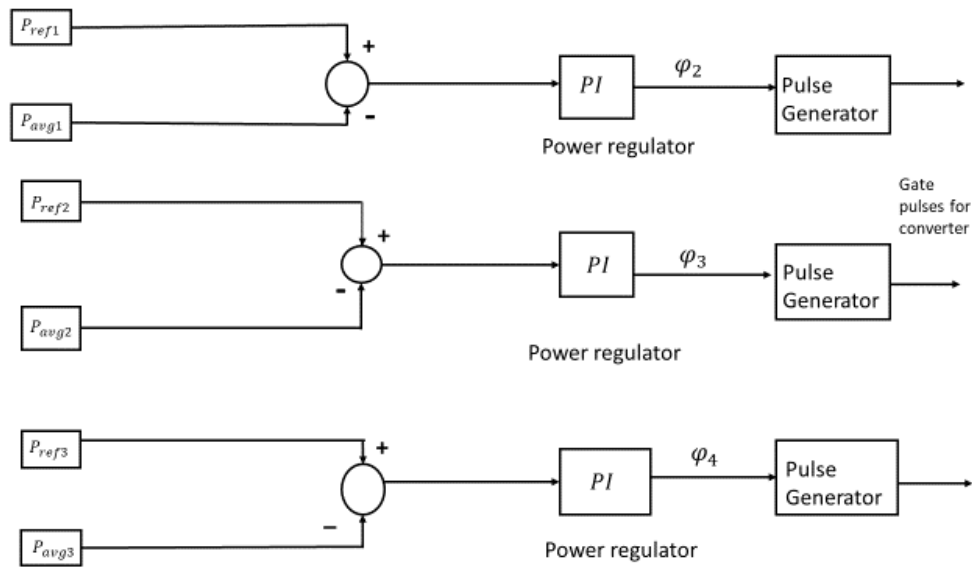 P_ref1
+
PI
φ_2
Pulse
Generator
P_avg1
-
Power regulator
P_ref2
+
Gate
pulses for
converter
PI
φ_3
Pulse
Generator
-
P_avg2
Power regulator
P_ref3
+
PI
φ_4
Pulse
Generator
−
P_avg3
Power regulator